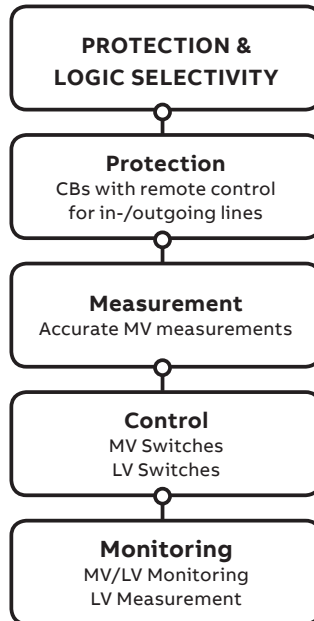 PROTECTION &
LOGIC SELECTIVITY
Protection
CBs with remote control
for in-/outgoing lines
Measurement
Accurate MV measurements
Control
MV Switches
LV Switches
Monitoring
MV/LV Monitoring
LV Measurement